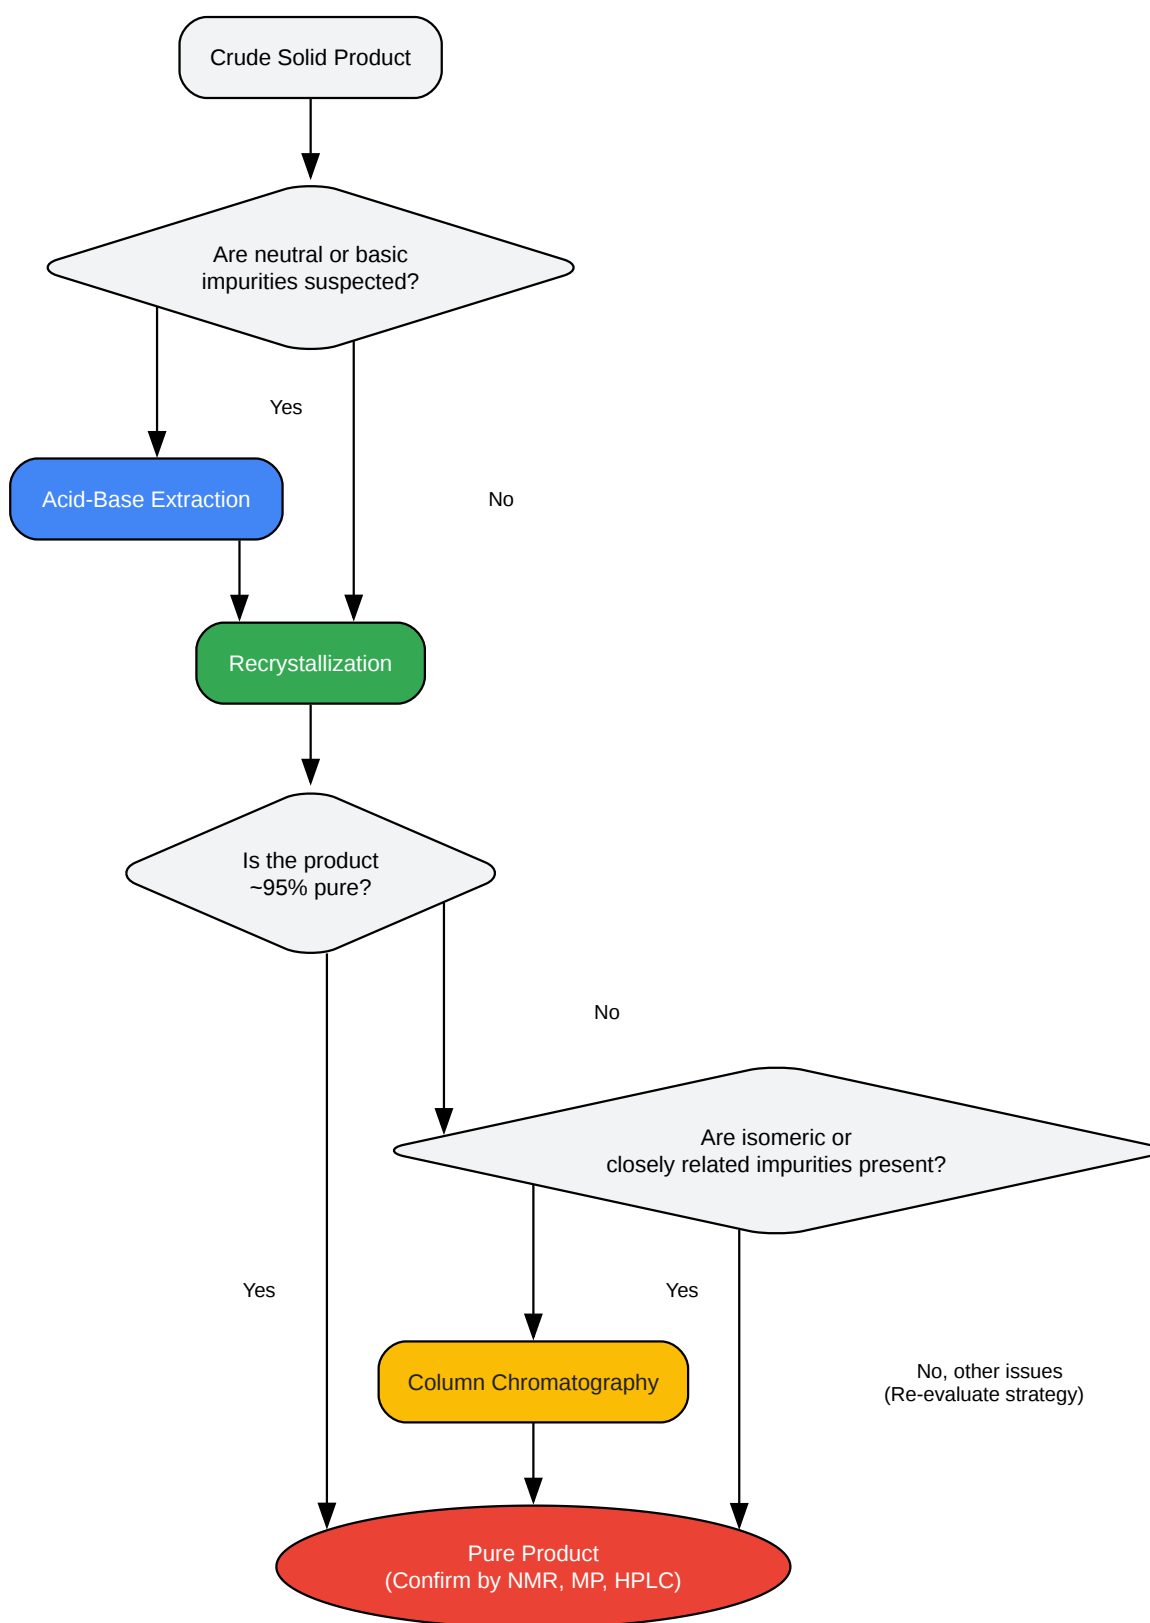 Crude Solid Product
Are neutral or basic
impurities suspected?
Yes
Acid-Base Extraction
No
Recrystallization
Is the product
~95% pure?
No
Are isomeric or
closely related impurities present?
Yes
Yes
Column Chromatography
No, other issues
(Re-evaluate strategy)
Pure Product
(Confirm by NMR, MP, HPLC)